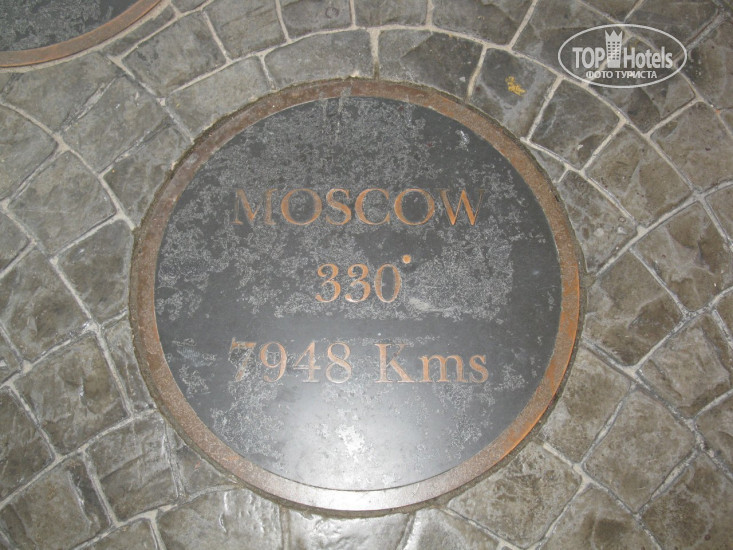 TOP Hotels
ФОТО ТУРИСТА
MOSCOW
330°
7948 Kms